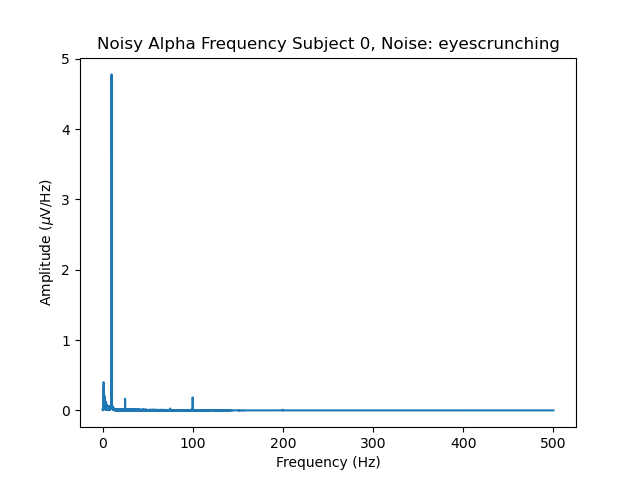 Noisy Alpha Frequency Subject 0, Noise: eyescrunching
5
4
3
2
1
0
Amplitude (μV/Hz)
0 100 200 300 400 500
Frequency (Hz)